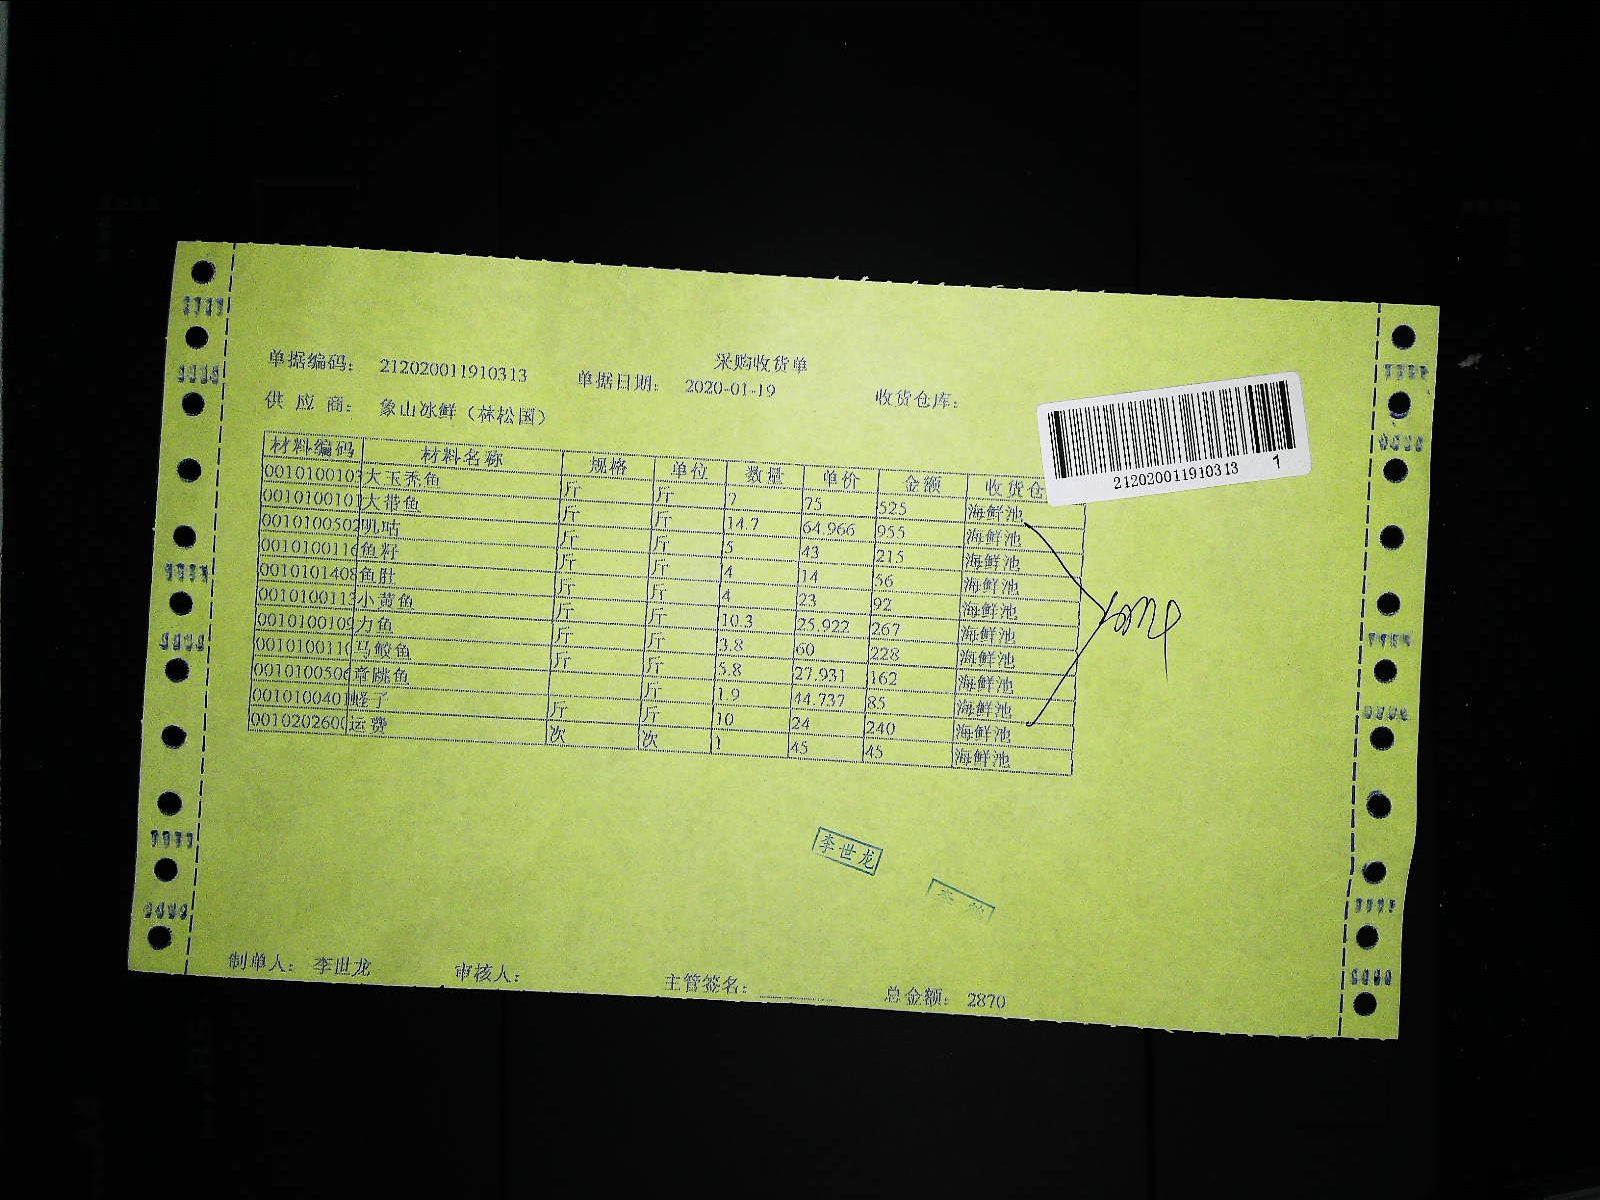 采购收货单
单据编码: 212020011910313 单据日期: 2020-01-19 收货仓库:
供 应 商: 象山冰鲜（林松国）
212020011910313 1
材料编码 材料名称 规格 单位 数量 单价 金额 收货仓
0010100103 大玉秃鱼 斤 斤 7 75 525 海鲜池
0010100101 大带鱼 斤 斤 14.7 64.966 955 海鲜池
0010100502 叽咕 斤 斤 5 43 215 海鲜池
0010100116 鱼籽 斤 斤 4 14 56 海鲜池
0010101408 鱼肚 斤 斤 4 23 92 海鲜池
0010100113 小黄鱼 斤 斤 10.3 25.922 267 海鲜池
0010100109 力鱼 斤 斤 3.8 60 228 海鲜池
0010100110 马鲛鱼 斤 斤 5.8 27.931 162 海鲜池
0010100506 章跳鱼 斤 1.9 44.737 85 海鲜池
001010040 蛏子 斤 斤 10 24 240 海鲜池
0010202600 运费 次 次 1 45 45 海鲜池
李世龙
制单人: 李世龙 审核人: 主管签名: 总金额: 2870